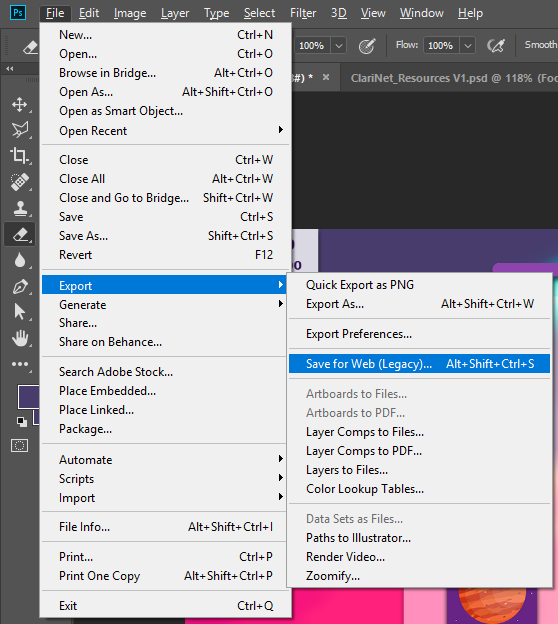 Ps File Edit Image Layer Type Select Filter 3D View Window Help
100% Flow: 100% Smooth
#) * × ClariNet_Resources V1.psd @ 118% (Foc
New... Ctrl+N
Open... Ctrl+O
Browse in Bridge... Alt+Ctrl+O
Open As... Alt+Shift+Ctrl+O
Open as Smart Object...
Open Recent
Close Ctrl+W
Close All Alt+Ctrl+W
Close and Go to Bridge... Shift+Ctrl+W
Save Ctrl+S
Save As... Shift+Ctrl+S
Revert F12
Export
Generate
Share...
Share on Behance...
Search Adobe Stock...
Place Embedded...
Place Linked...
Package...
Automate
Scripts
Import
File Info... Alt+Shift+Ctrl+I
Print... Ctrl+P
Print One Copy Alt+Shift+Ctrl+P
Exit Ctrl+Q
Quick Export as PNG
Export As... Alt+Shift+Ctrl+W
Export Preferences...
Save for Web (Legacy)... Alt+Shift+Ctrl+S
Artboards to Files...
Artboards to PDF...
Layer Comps to Files...
Layer Comps to PDF...
Layers to Files...
Color Lookup Tables...
Data Sets as Files...
Paths to Illustrator...
Render Video...
Zoomify...